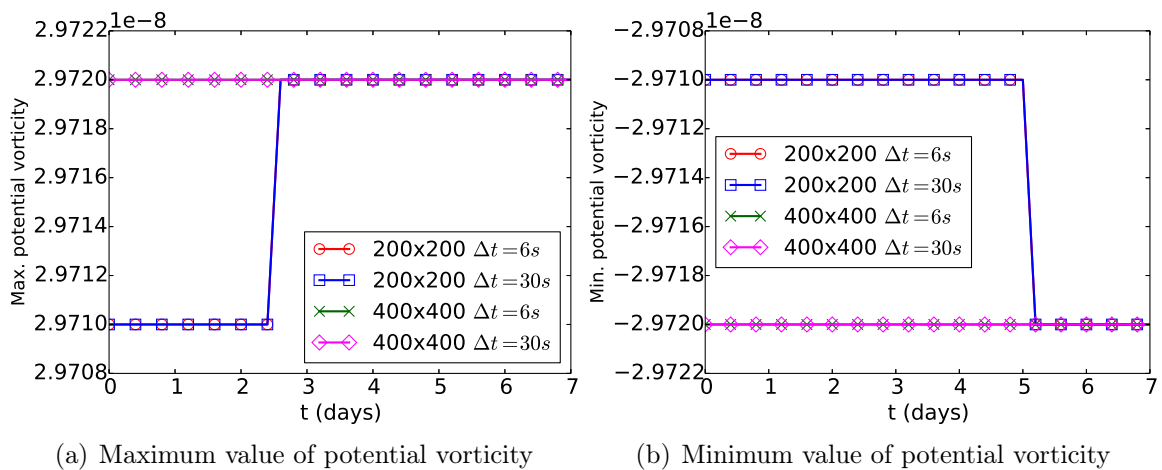 1e−8
2.9722
2.9720
2.9718
2.9716
2.9714
2.9712
2.9710
2.9708
Max. potential vorticity
200x200 Δt=6s
200x200 Δt=30s
400x400 Δt=6s
400x400 Δt=30s
0 1 2 3 4 5 6 7
t (days)
(a) Maximum value of potential vorticity
1e−8
−2.9708
−2.9710
−2.9712
−2.9714
−2.9716
−2.9718
−2.9720
−2.9722
Min. potential vorticity
200x200 Δt=6s
200x200 Δt=30s
400x400 Δt=6s
400x400 Δt=30s
0 1 2 3 4 5 6 7
t (days)
(b) Minimum value of potential vorticity